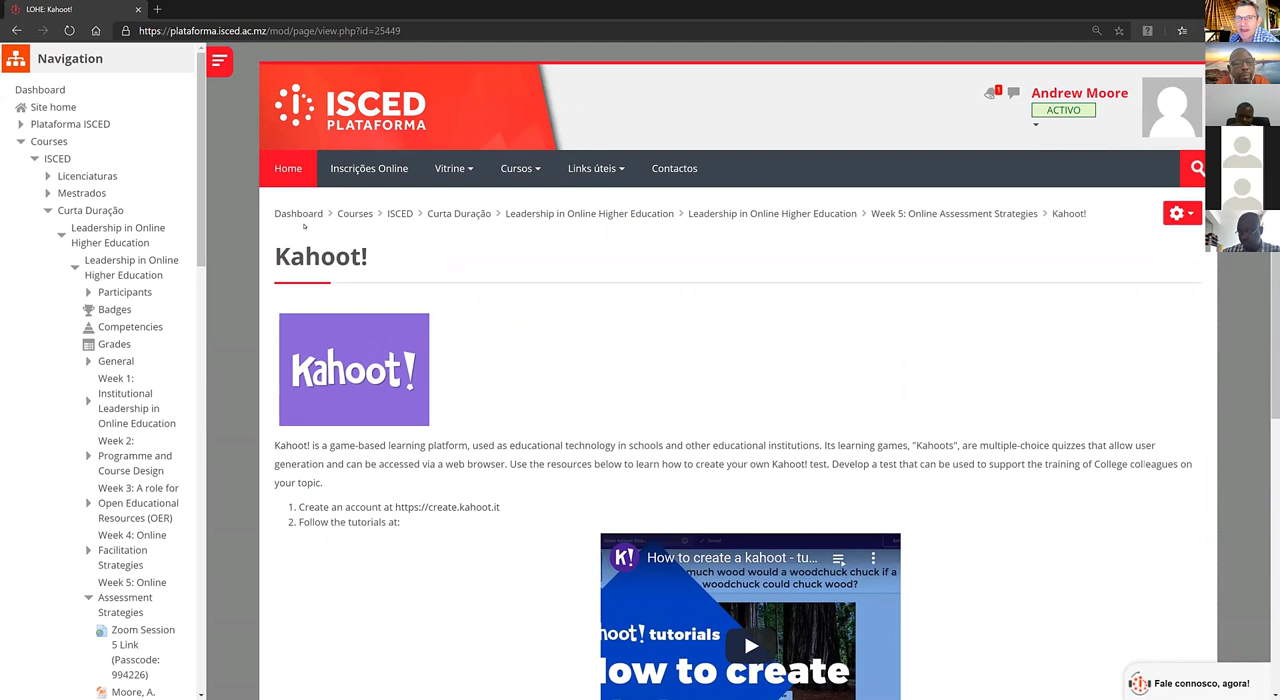 LOHE: Kahoot!
https://plataforma.isced.ac.mz/mod/page/view.php?id=25449
Navigation
Dashboard
Site home
Plataforma ISCED
Courses
ISCED
Licenciaturas
Mestrados
Curta Duração
Leadership in Online
Higher Education
Leadership in Online
Higher Education
Participants
Badges
Competencies
Grades
General
Week 1:
Institutional
Leadership in
Online Education
Week 2:
Programme and
Course Design
Week 3: A role for
Open Educational
Resources (OER)
Week 4: Online
Facilitation
Strategies
Week 5: Online
Assessment
Strategies
Zoom Session
5 Link
(Passcode:
994226)
Moore, A.
ISCED
PLATAFORMA
1
Andrew Moore
ACTIVO
Home Inscrições Online Vitrine Cursos Links úteis Contactos
Dashboard > Courses > ISCED > Curta Duração > Leadership in Online Higher Education > Leadership in Online Higher Education > Week 5: Online Assessment Strategies > Kahoot!
Kahoot!
Kahoot!
Kahoot! is a game-based learning platform, used as educational technology in schools and other educational institutions. Its learning games, "Kahoots", are multiple-choice quizzes that allow user
generation and can be accessed via a web browser. Use the resources below to learn how to create your own Kahoot! test. Develop a test that can be used to support the training of College colleagues on
your topic.
1. Create an account at https://create.kahoot.it
2. Follow the tutorials at:
K! How to create a kahoot - tu...
much wood would a woodchuck chuck if a
woodchuck could chuck wood?
hoot! tutorials
How to create
Fale connosco, agora!